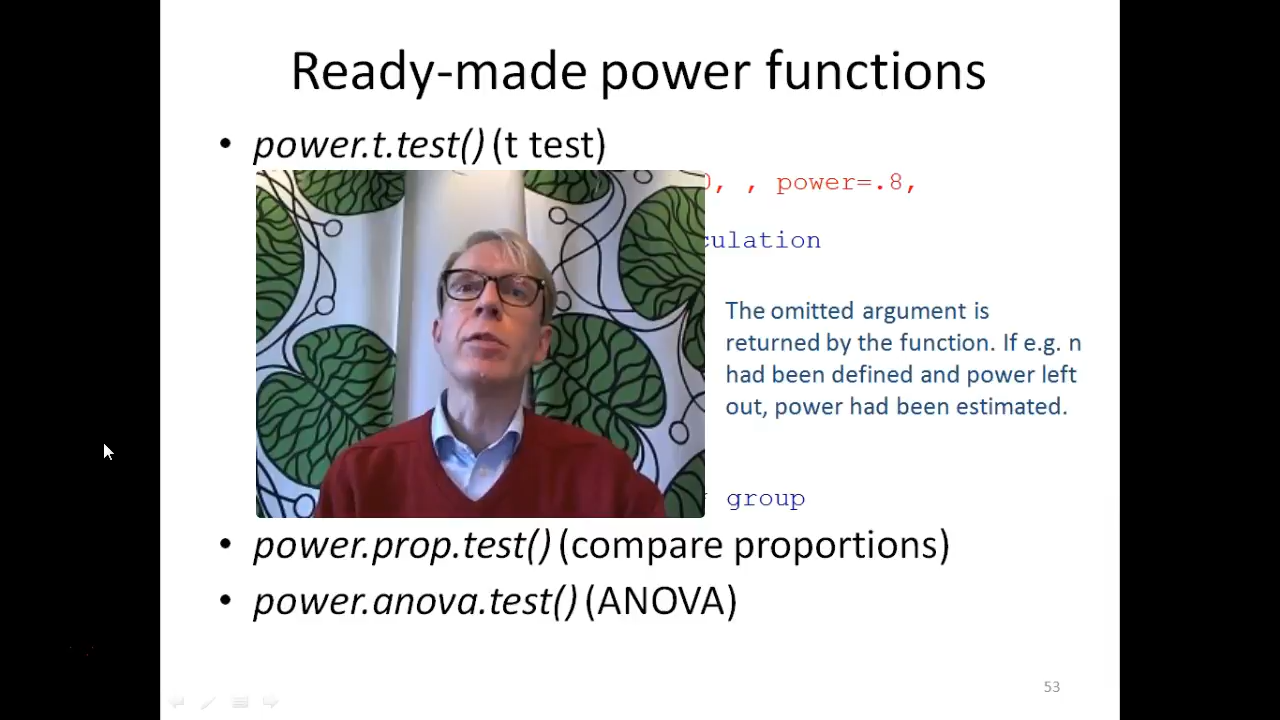 Ready-made power functions
• power.t.test() (t test)
, , power=.8,
The omitted argument is
returned by the function. If e.g. n
had been defined and power left
out, power had been estimated.
group
• power.prop.test() (compare proportions)
• power.anova.test() (ANOVA)
53